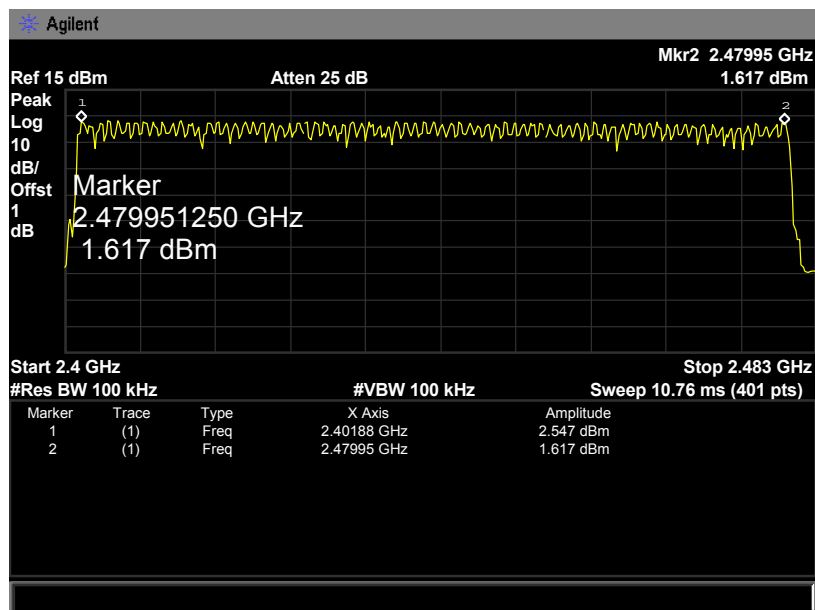 Agilent
Mkr2 2.47995 GHz
Ref 15 dBm Atten 25 dB 1.617 dBm
Peak
Log
10
dB/
Offst
1
dB
1
2
Marker
2.479951250 GHz
1.617 dBm
Start 2.4 GHz Stop 2.483 GHz
#Res BW 100 kHz #VBW 100 kHz Sweep 10.76 ms (401 pts)
Marker Trace Type X Axis Amplitude
1 (1) Freq 2.40188 GHz 2.547 dBm
2 (1) Freq 2.47995 GHz 1.617 dBm